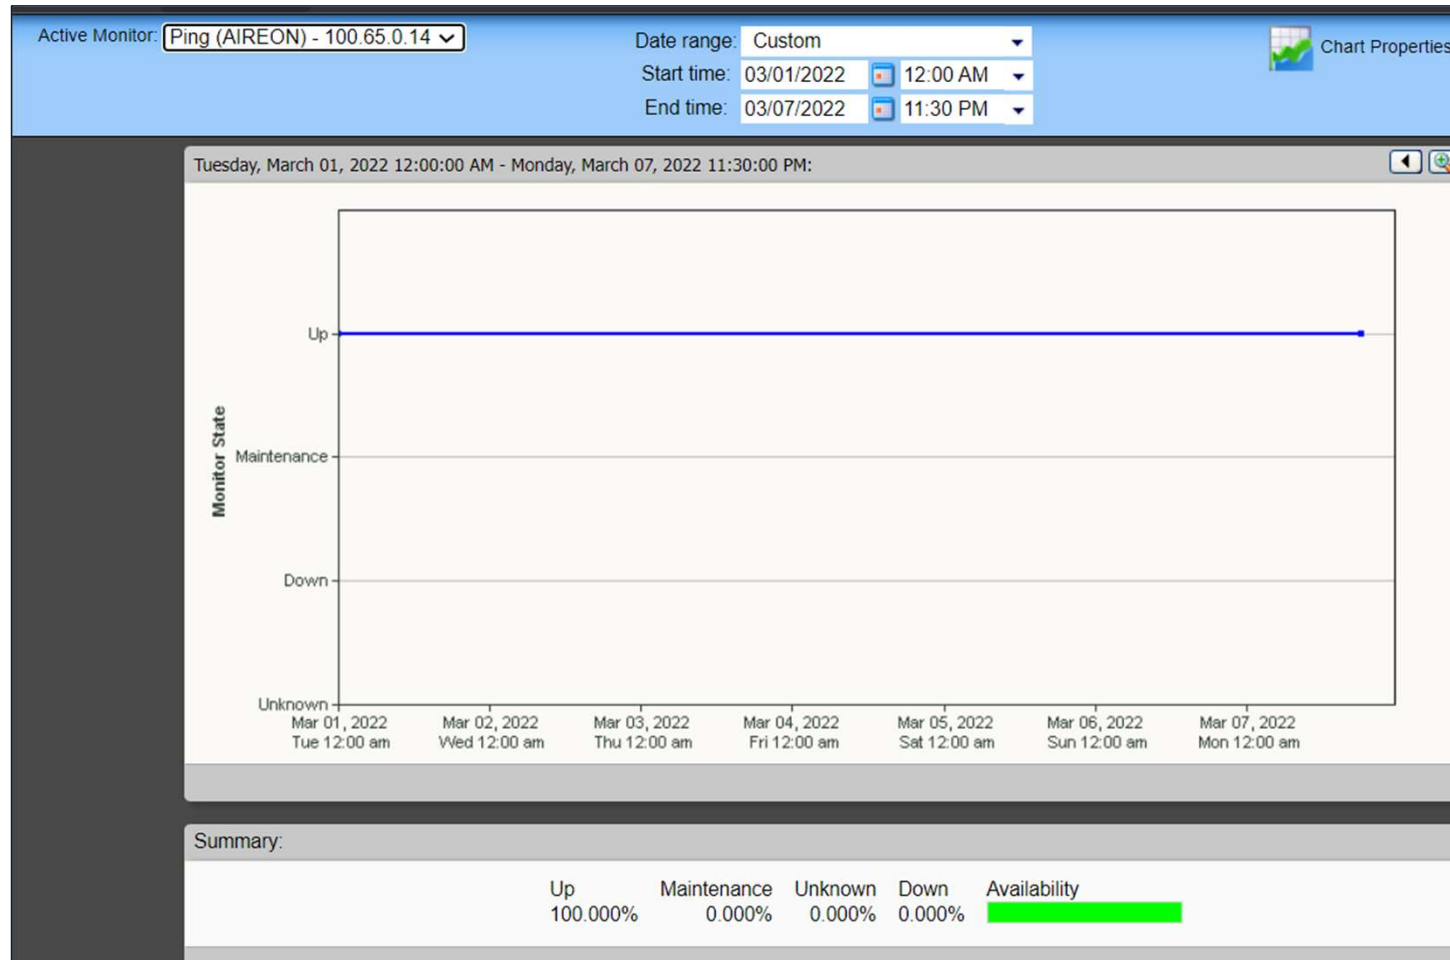 Active Monitor: Ping (AIREON) - 100.65.0.14
Date range: Custom
Start time: 03/01/2022 12:00 AM
End time: 03/07/2022 11:30 PM
Chart Properties
Tuesday, March 01, 2022 12:00:00 AM - Monday, March 07, 2022 11:30:00 PM:
Monitor State
Up
Maintenance
Down
Unknown
Mar 01, 2022 Mar 02, 2022 Mar 03, 2022 Mar 04, 2022 Mar 05, 2022 Mar 06, 2022 Mar 07, 2022
Tue 12:00 am Wed 12:00 am Thu 12:00 am Fri 12:00 am Sat 12:00 am Sun 12:00 am Mon 12:00 am
Summary:
Up Maintenance Unknown Down Availability
100.000% 0.000% 0.000% 0.000%